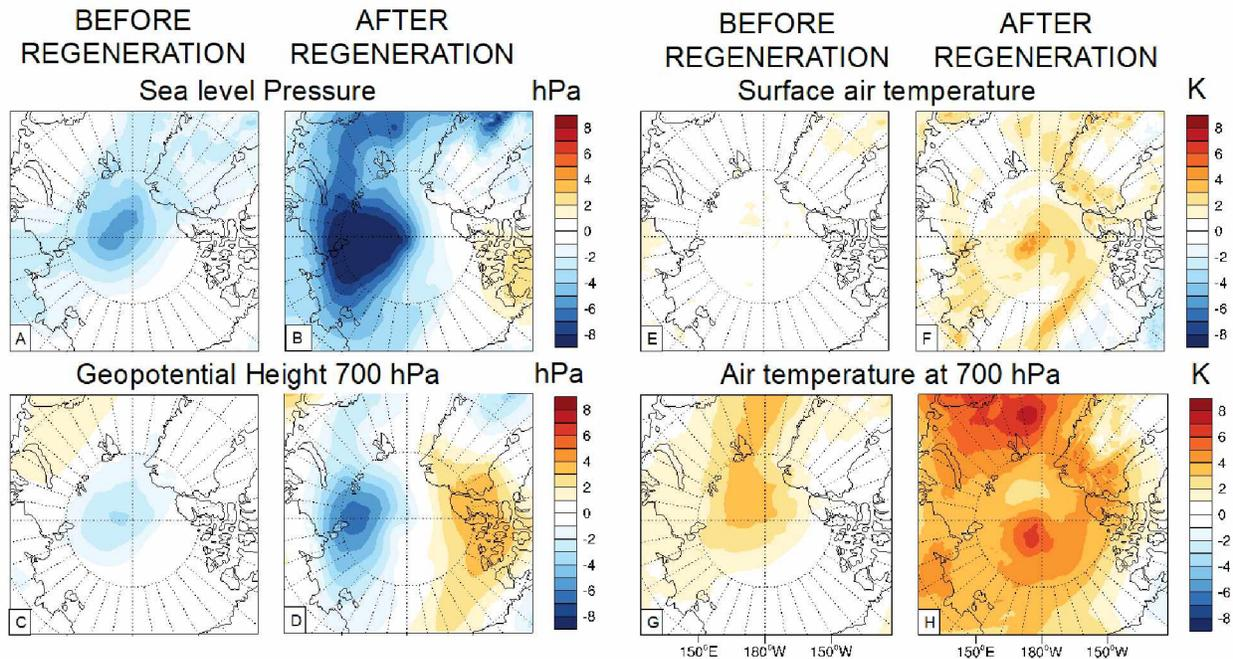 BEFORE
REGENERATION
AFTER
REGENERATION
BEFORE
REGENERATION
AFTER
REGENERATION
Sea level Pressure
hPa
Surface air temperature
K
8
6
4
2
0
-2
-4
-6
-8
8
6
4
2
0
-2
-4
-6
-8
A
B
E
F
Geopotential Height 700 hPa
hPa
Air temperature at 700 hPa
K
8
6
4
2
0
-2
-4
-6
-8
8
6
4
2
0
-2
-4
-6
-8
C
D
G
H
150°E 180°W 150°W
150°E 180°W 150°W